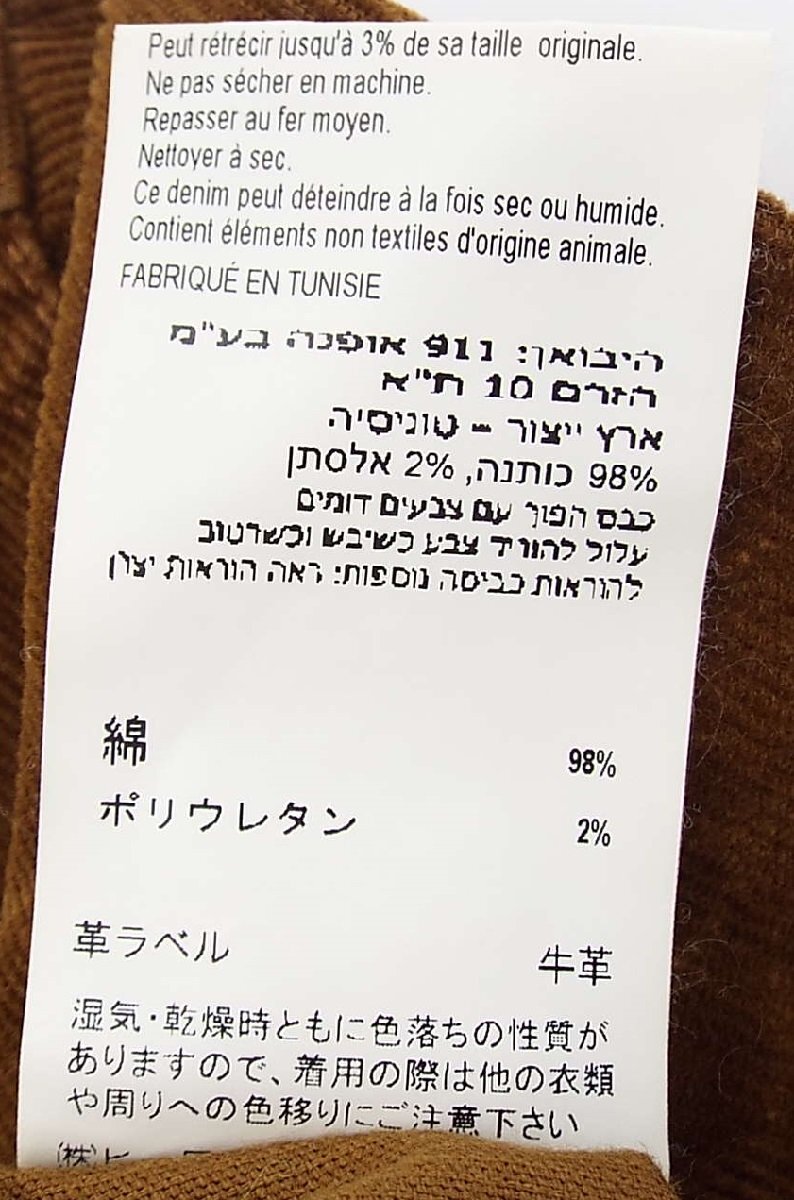 Peut rétrécir jusqu'à 3% de sa taille originale.
Ne pas sécher en machine.
Repasser au fer moyen.
Nettoyer à sec.
Ce denim peut déteindre à la fois sec ou humide.
Contient éléments non textiles d'origine animale.
FABRIQUÉ EN TUNISIE
היבואן: 911 אופנה בע"מ
הזרם 10 ת"א
ארץ ייצור - טוניסיה
98% כותנה, 2% אלסתן
כבס הפוך עם צבעים דומים
עלול להוריד צבע כשיבש וכשרטוב
להוראות כביסה נוספות: ראה הוראות יצרן
綿 98%
ポリウレタン 2%
革ラベル 牛革
湿気・乾燥時ともに色落ちの性質が
ありますので、着用の際は他の衣類
や周りへの色移りにご注意下さい
(株)